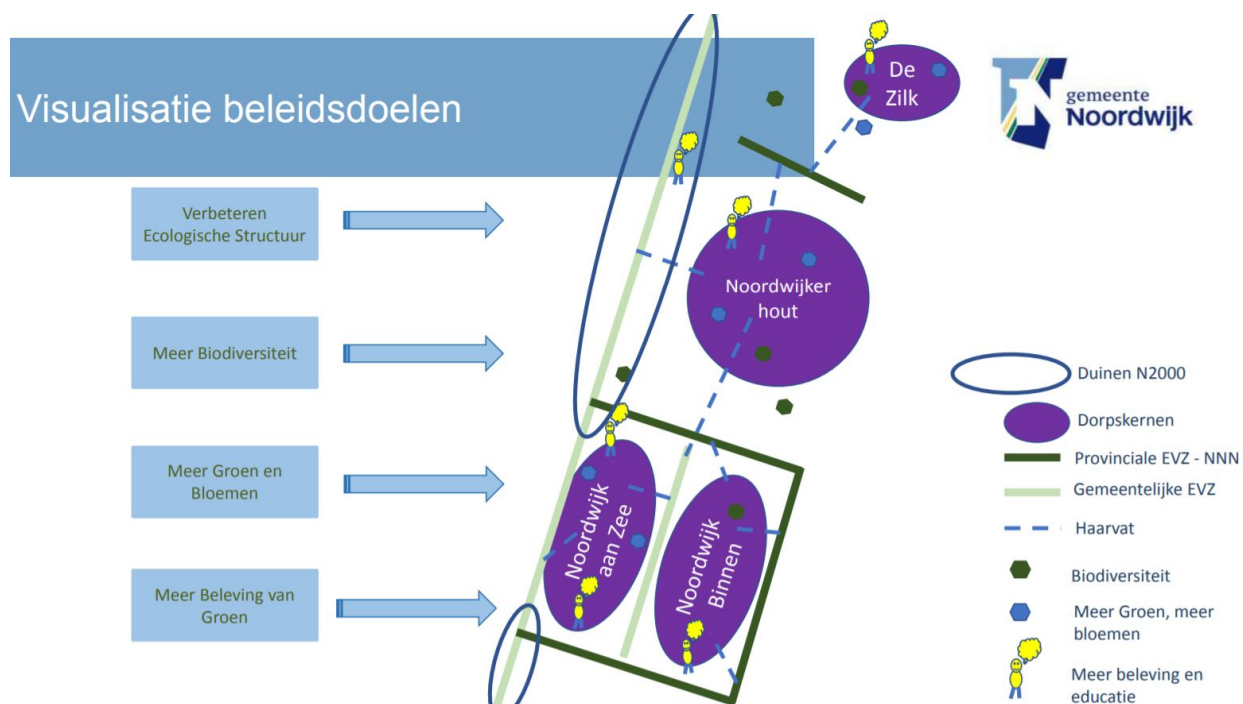 Visualisatie beleidsdoelen
De
Zilk
gemeente
Noordwijk
Verbeteren
Ecologische Structuur
Meer Biodiversiteit
Meer Groen en
Bloemen
Meer Beleving van
Groen
Noordwijker
hout
Noordwijk
aan Zee
Noordwijk
Binnen
Duinen N2000
Dorpskernen
Provinciale EVZ - NNN
Gemeentelijke EVZ
Haarvat
Biodiversiteit
Meer Groen, meer
bloemen
Meer beleving en
educatie